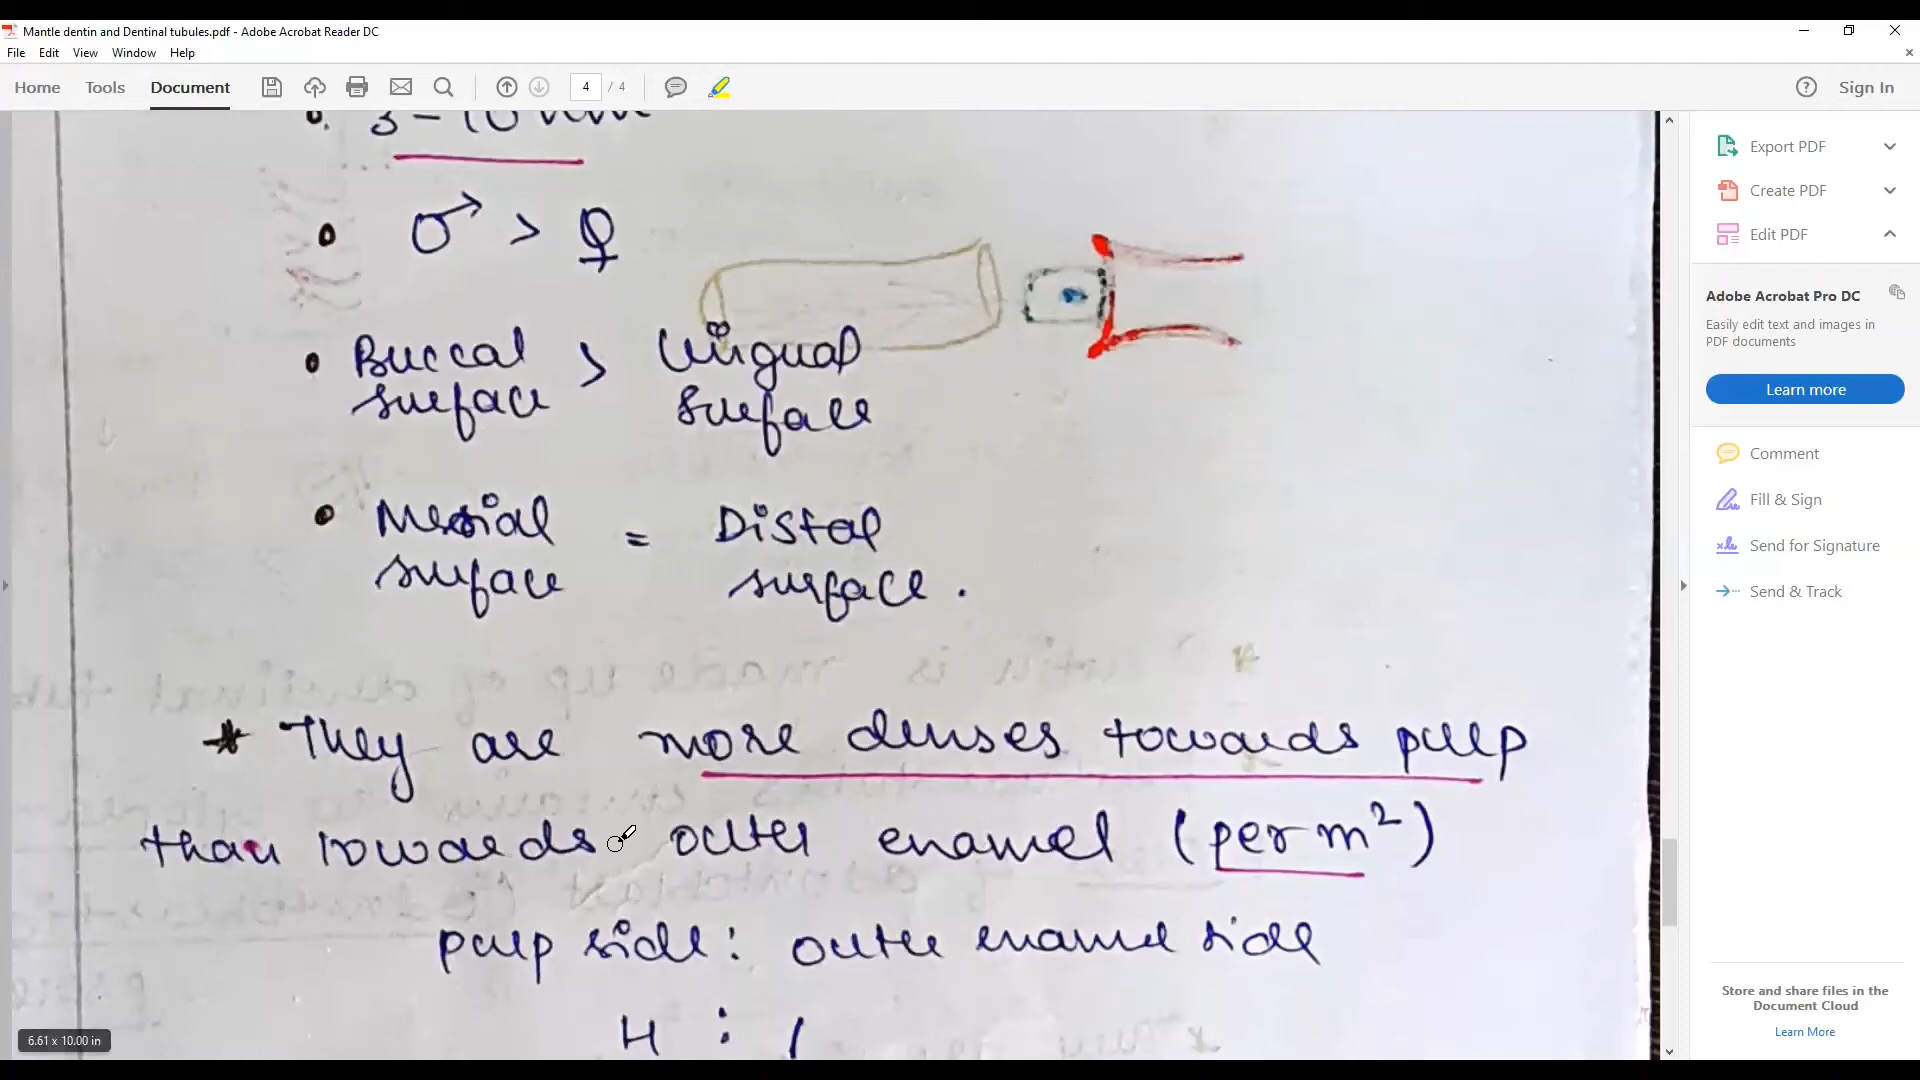 Mantle dentin and Dentinal tubules.pdf - Adobe Acrobat Reader DC
File Edit View Window Help
Home Tools Document 4 / 4 Sign In
♂ > ♀
Buccal surface > Lingual surface
Mesial surface = Distal surface.
* They are more denses towards pulp
than towards outer enamel (per m²)
pulp side : outer enamel side
4 : 1
6.61 x 10.00 in
Export PDF
Create PDF
Edit PDF
Adobe Acrobat Pro DC
Easily edit text and images in
PDF documents
Learn more
Comment
Fill & Sign
Send for Signature
Send & Track
Store and share files in the
Document Cloud
Learn More